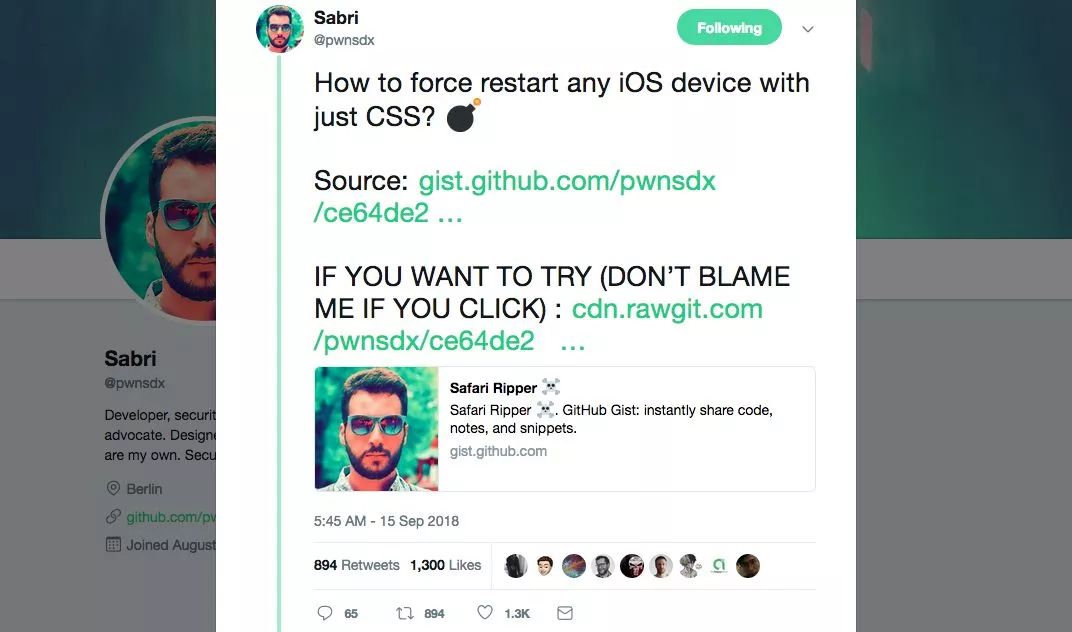 Sabri
@pwnsdx
Following
How to force restart any iOS device with
just CSS? 💣
Source: gist.github.com/pwnsdx
/ce64de2 …
IF YOU WANT TO TRY (DON’T BLAME
ME IF YOU CLICK) : cdn.rawgit.com
/pwnsdx/ce64de2 …
Safari Ripper ☠️
Safari Ripper ☠️. GitHub Gist: instantly share code,
notes, and snippets.
gist.github.com
5:45 AM - 15 Sep 2018
894 Retweets 1,300 Likes
65 894 1.3K
Sabri
@pwnsdx
Developer, securit
advocate. Designe
are my own. Secu
Berlin
github.com/pw
Joined August